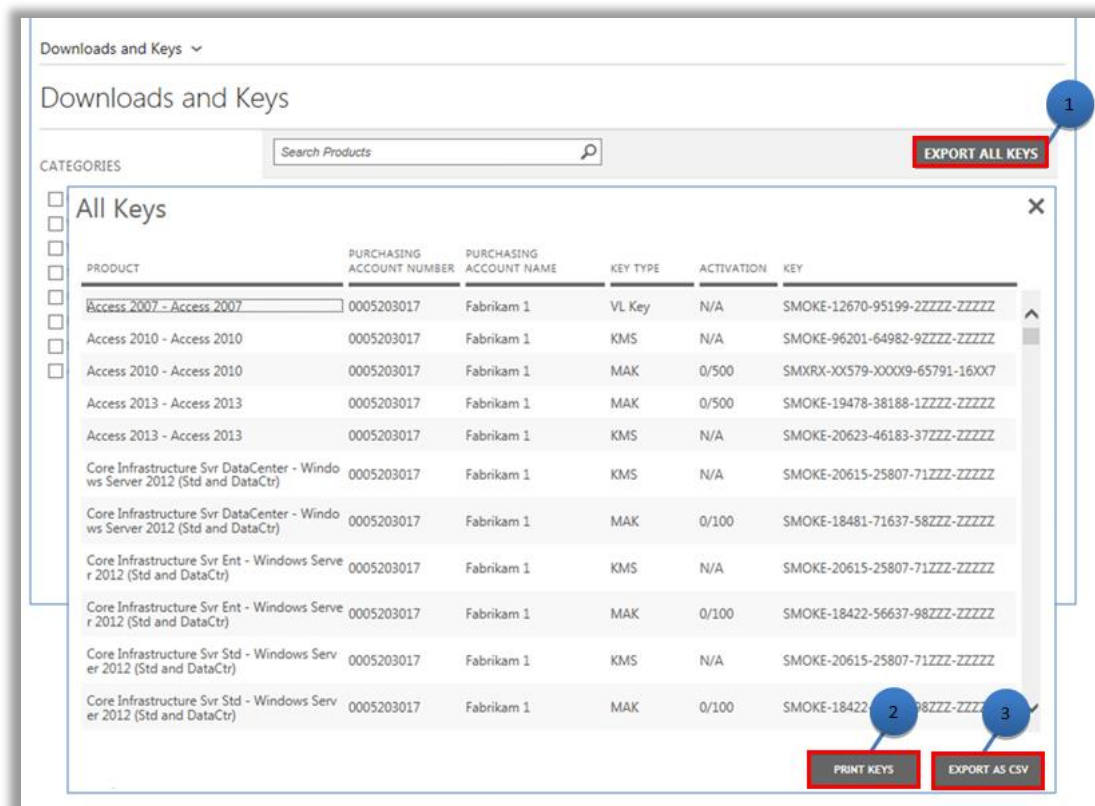 Downloads and Keys
Downloads and Keys
1
CATEGORIES
Search Products
EXPORT ALL KEYS
All Keys
PRODUCT PURCHASING ACCOUNT NUMBER PURCHASING ACCOUNT NAME KEY TYPE ACTIVATION KEY
Access 2007 - Access 2007 0005203017 Fabrikam 1 VL Key N/A SMOKE-12670-95199-2ZZZZ-ZZZZZ
Access 2010 - Access 2010 0005203017 Fabrikam 1 KMS N/A SMOKE-96201-64982-9ZZZZ-ZZZZZ
Access 2010 - Access 2010 0005203017 Fabrikam 1 MAK 0/500 SMXRX-XX579-XXXX9-65791-16XX7
Access 2013 - Access 2013 0005203017 Fabrikam 1 MAK 0/500 SMOKE-19478-38188-1ZZZZ-ZZZZZ
Access 2013 - Access 2013 0005203017 Fabrikam 1 KMS N/A SMOKE-20623-46183-37ZZZ-ZZZZZ
Core Infrastructure Svr DataCenter - Windo
ws Server 2012 (Std and DataCtr) 0005203017 Fabrikam 1 KMS N/A SMOKE-20615-25807-71ZZZ-ZZZZZ
Core Infrastructure Svr DataCenter - Windo
ws Server 2012 (Std and DataCtr) 0005203017 Fabrikam 1 MAK 0/100 SMOKE-18481-71637-58ZZZ-ZZZZZ
Core Infrastructure Svr Ent - Windows Serve
r 2012 (Std and DataCtr) 0005203017 Fabrikam 1 KMS N/A SMOKE-20615-25807-71ZZZ-ZZZZZ
Core Infrastructure Svr Ent - Windows Serve
r 2012 (Std and DataCtr) 0005203017 Fabrikam 1 MAK 0/100 SMOKE-18422-56637-98ZZZ-ZZZZZ
Core Infrastructure Svr Std - Windows Serv
er 2012 (Std and DataCtr) 0005203017 Fabrikam 1 KMS N/A SMOKE-20615-25807-71ZZZ-ZZZZZ
Core Infrastructure Svr Std - Windows Serv
er 2012 (Std and DataCtr) 0005203017 Fabrikam 1 MAK 0/100 SMOKE-18422- 98ZZZ-ZZZ
2 3
PRINT KEYS
EXPORT AS CSV